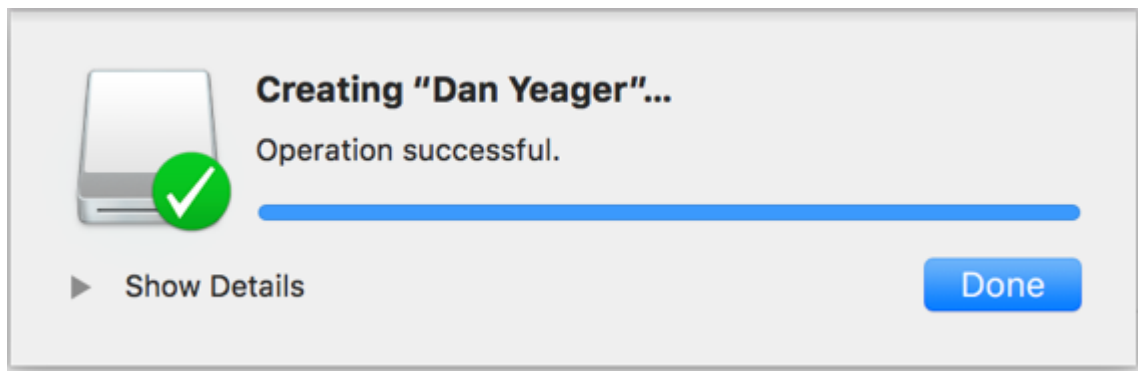 Creating “Dan Yeager”...
Operation successful.
Show Details
Done